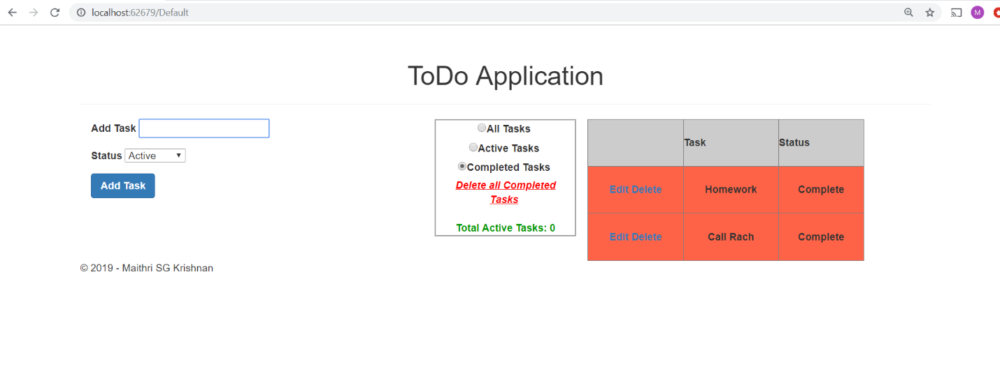 localhost:62679/Default
M
ToDo Application
Add Task
Status Active
Add Task
All Tasks
Active Tasks
Completed Tasks
Delete all Completed
Tasks
Total Active Tasks: 0
Task Status
Edit Delete Homework Complete
Edit Delete Call Rach Complete
© 2019 - Maithri SG Krishnan